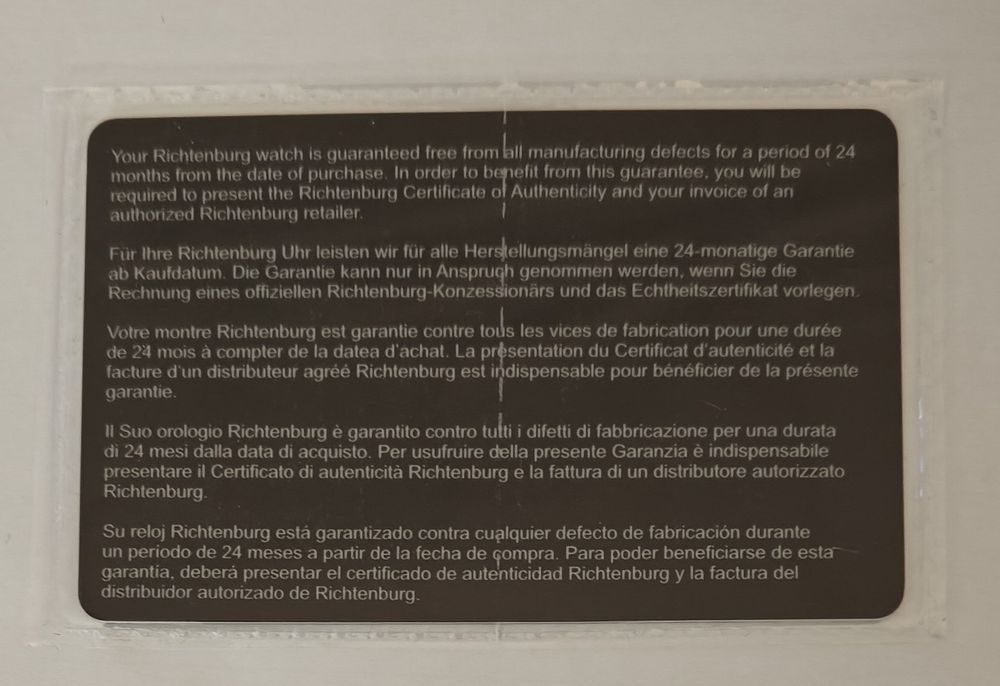 Your Richtenburg watch is guaranteed free from all manufacturing defects for a period of 24
months from the date of purchase. In order to benefit from this guarantee, you will be
required to present the Richtenburg Certificate of Authenticity and your invoice of an
authorized Richtenburg retailer.
Für Ihre Richtenburg Uhr leisten wir für alle Herstellungsmängel eine 24-monatige Garantie
ab Kaufdatum. Die Garantie kann nur in Anspruch genommen werden, wenn Sie die
Rechnung eines offiziellen Richtenburg-Konzessionärs und das Echtheitszertifikat vorlegen.
Votre montre Richtenburg est garantie contre tous les vices de fabrication pour une durée
de 24 mois à compter de la datea d'achat. La présentation du Certificat d'autenticité et la
facture d'un distributeur agréé Richtenburg est indispensable pour bénéficier de la présente
garantie.
Il Suo orologio Richtenburg è garantito contro tutti i difetti di fabbricazione per una durata
di 24 mesi dalla data di acquisto. Per usufruire della presente Garanzia è indispensabile
presentare il Certificato di autenticità Richtenburg e la fattura di un distributore autorizzato
Richtenburg.
Su reloj Richtenburg está garantizado contra cualquier defecto de fabricación durante
un período de 24 meses a partir de la fecha de compra. Para poder beneficiarse de esta
garantía, deberá presentar el certificado de autenticidad Richtenburg y la factura del
distribuidor autorizado de Richtenburg.